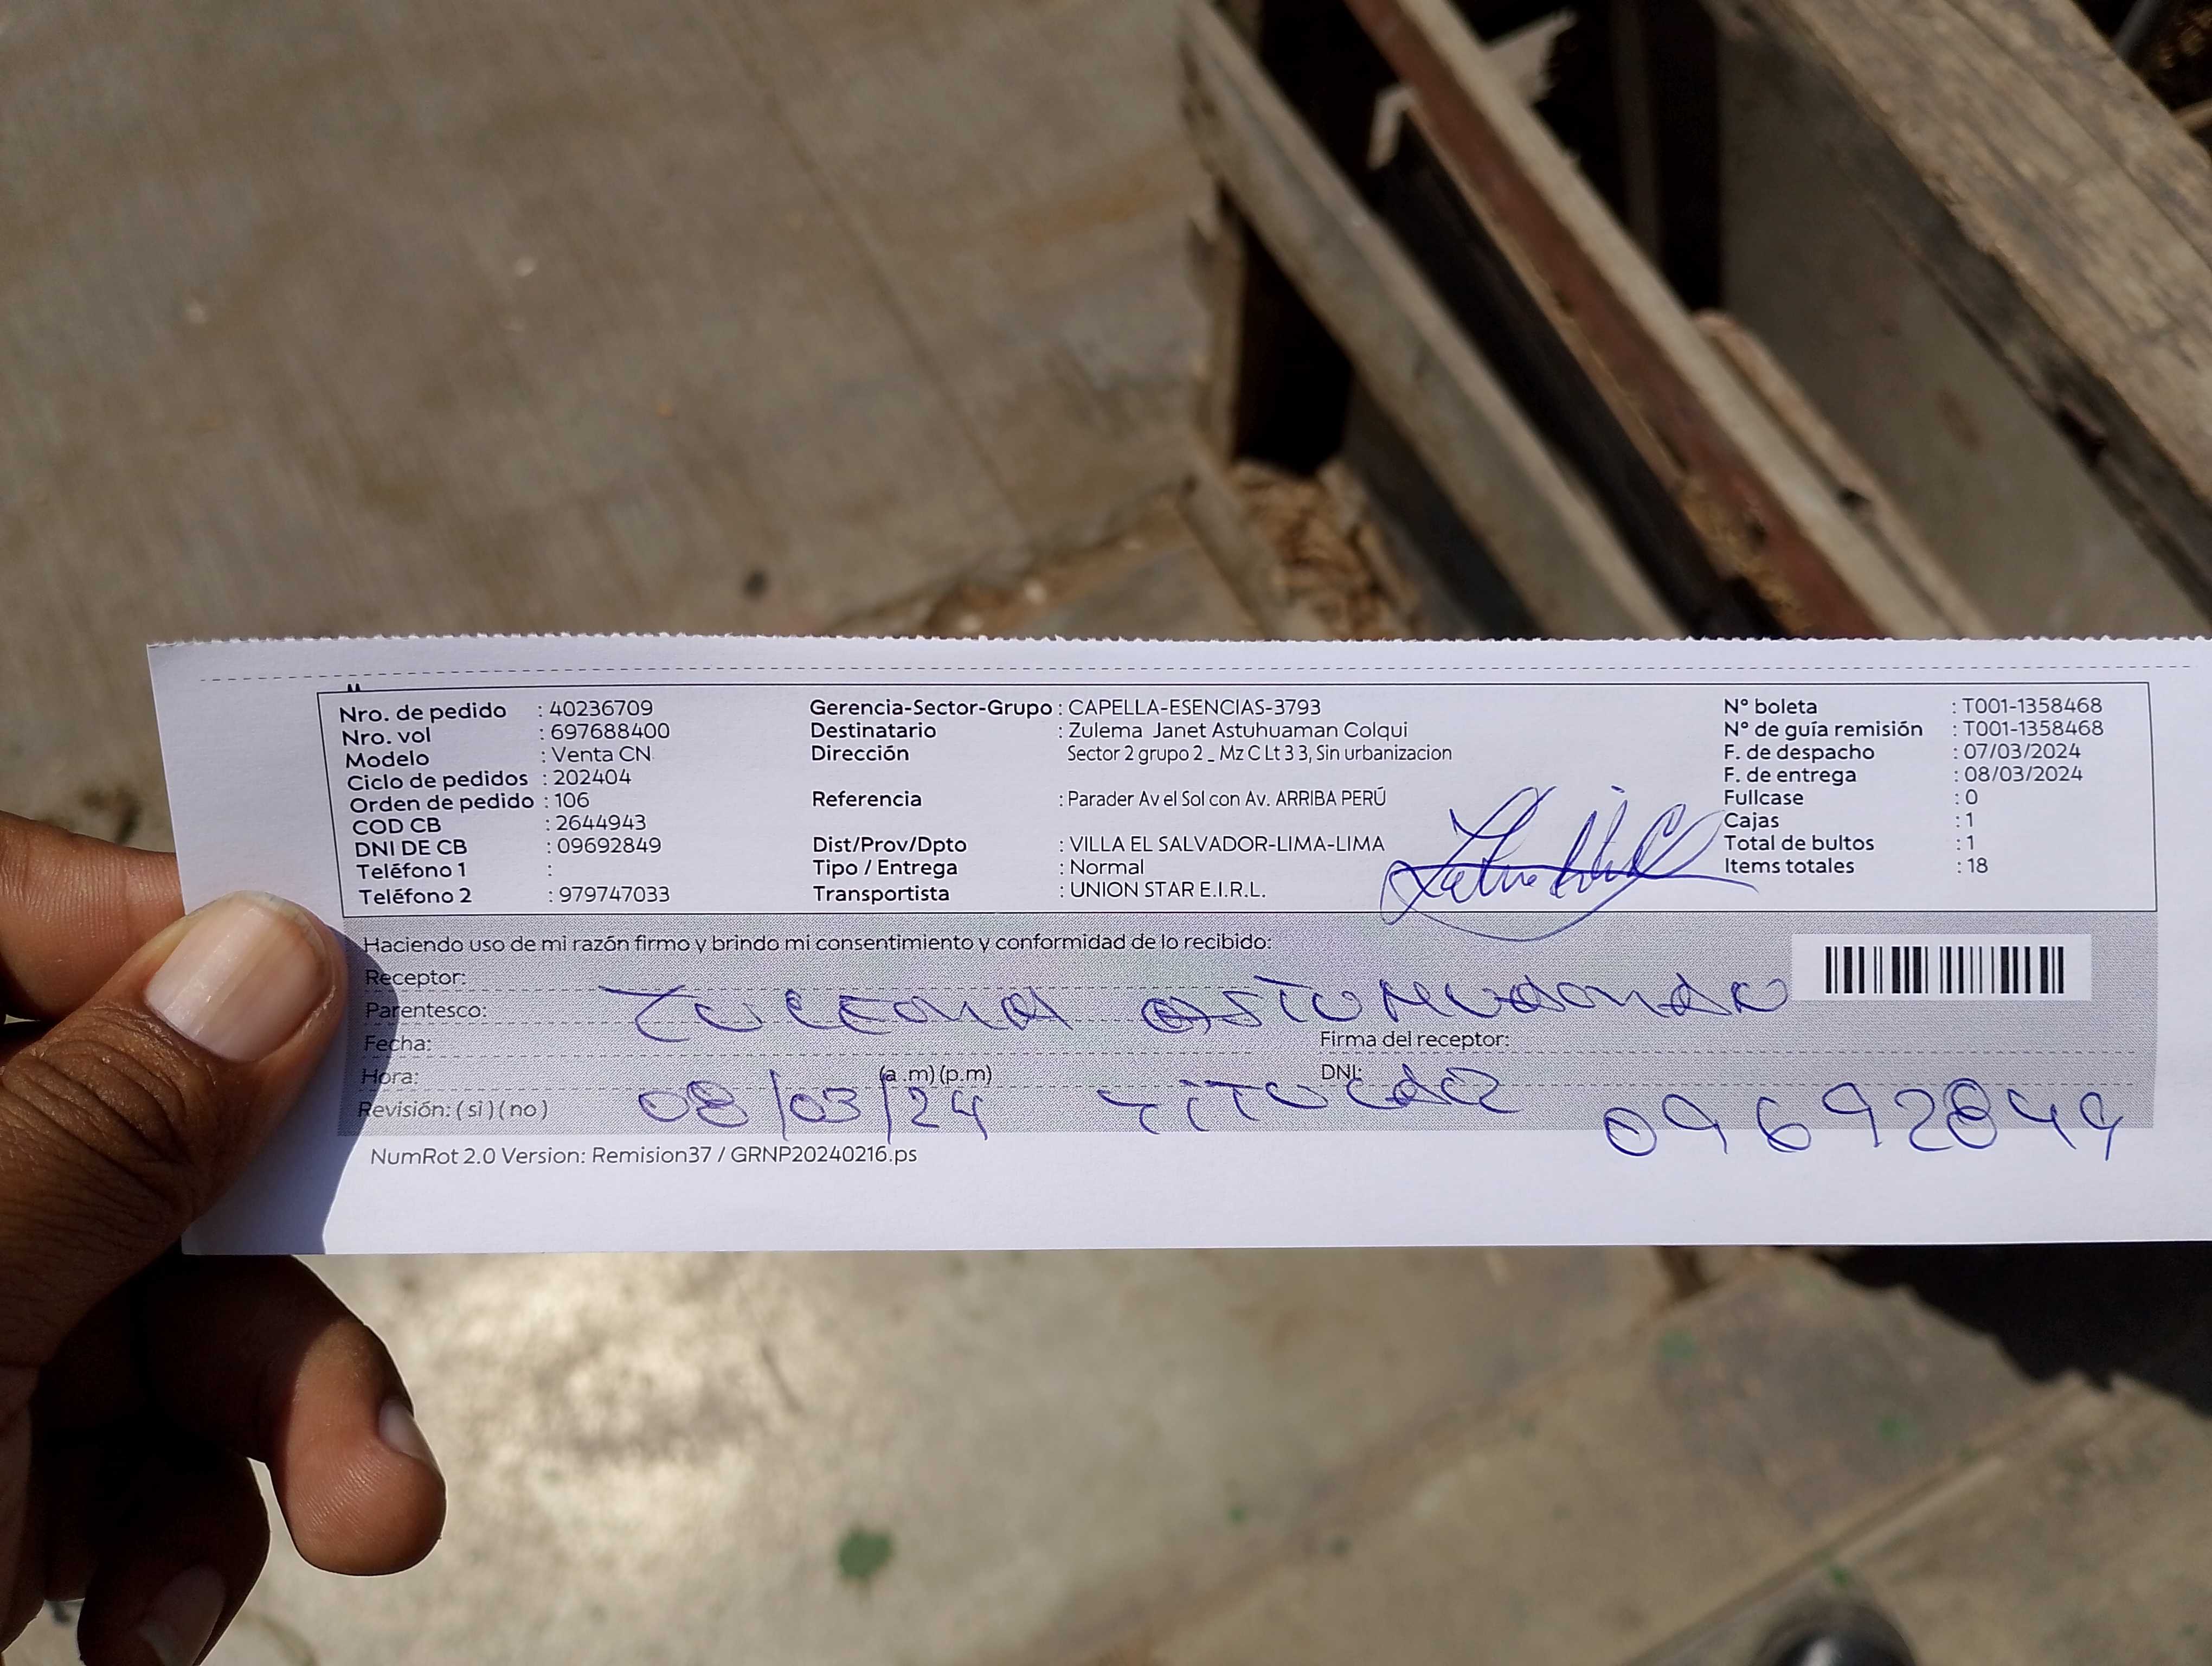 Nro. de pedido : 40236709 Gerencia-Sector-Grupo : CAPELLA-ESENCIAS-3793 N° boleta : T001-1358468
Nro. vol : 697688400 Destinatario : Zulema Janet Astuhuaman Colqui N° de guía remisión : T001-1358468
Modelo : Venta CN Dirección Sector 2 grupo 2 _ Mz C Lt 3 3, Sin urbanizacion F. de despacho : 07/03/2024
Ciclo de pedidos : 202404 F. de entrega : 08/03/2024
Orden de pedido : 106 Referencia : Parader Av el Sol con Av. ARRIBA PERÚ Fullcase : 0
COD CB : 2644943 Cajas : 1
DNI DE CB : 09692849 Dist/Prov/Dpto : VILLA EL SALVADOR-LIMA-LIMA Total de bultos : 1
Teléfono 1 : Tipo / Entrega : Normal Items totales : 18
Teléfono 2 : 979747033 Transportista : UNION STAR E.I.R.L.
Haciendo uso de mi razón firmo y brindo mi consentimiento y conformidad de lo recibido:
Receptor:
Parentesco:
Fecha: Firma del receptor:
Hora: (a .m) (p.m) DNI:
Revisión: ( sì ) ( no ) 08/03/24 TiTULAR 09692849
NumRot 2.0 Version: Remision37 / GRNP20240216.ps